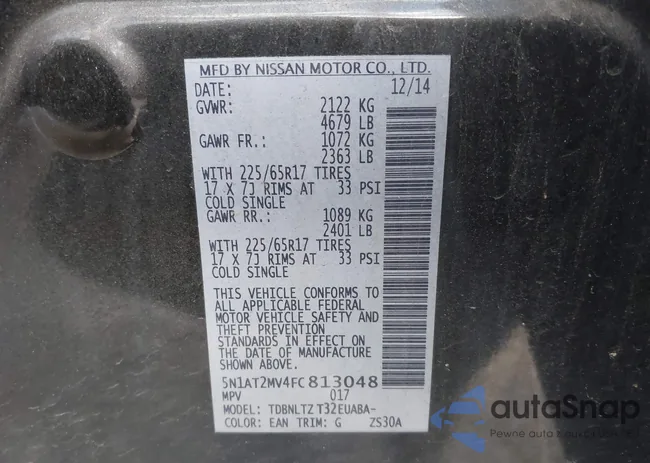 MFD BY NISSAN MOTOR CO., LTD.
DATE: 12/14
GVWR: 2122 KG
4679 LB
GAWR FR.: 1072 KG
2363 LB
WITH 225/65R17 TIRES
17 X 7J RIMS AT 33 PSI
COLD SINGLE
GAWR RR.: 1089 KG
2401 LB
WITH 225/65R17 TIRES
17 X 7J RIMS AT 33 PSI
COLD SINGLE
THIS VEHICLE CONFORMS TO
ALL APPLICABLE FEDERAL
MOTOR VEHICLE SAFETY AND
THEFT PREVENTION
STANDARDS IN EFFECT ON
THE DATE OF MANUFACTURE
SHOWN ABOVE.
5N1AT2MV4FC813048
MPV 017
MODEL: TDBNLTZ T32EUABA-
COLOR: EAN TRIM: G ZS30A
autoSnap
Pewne auto z aukcji